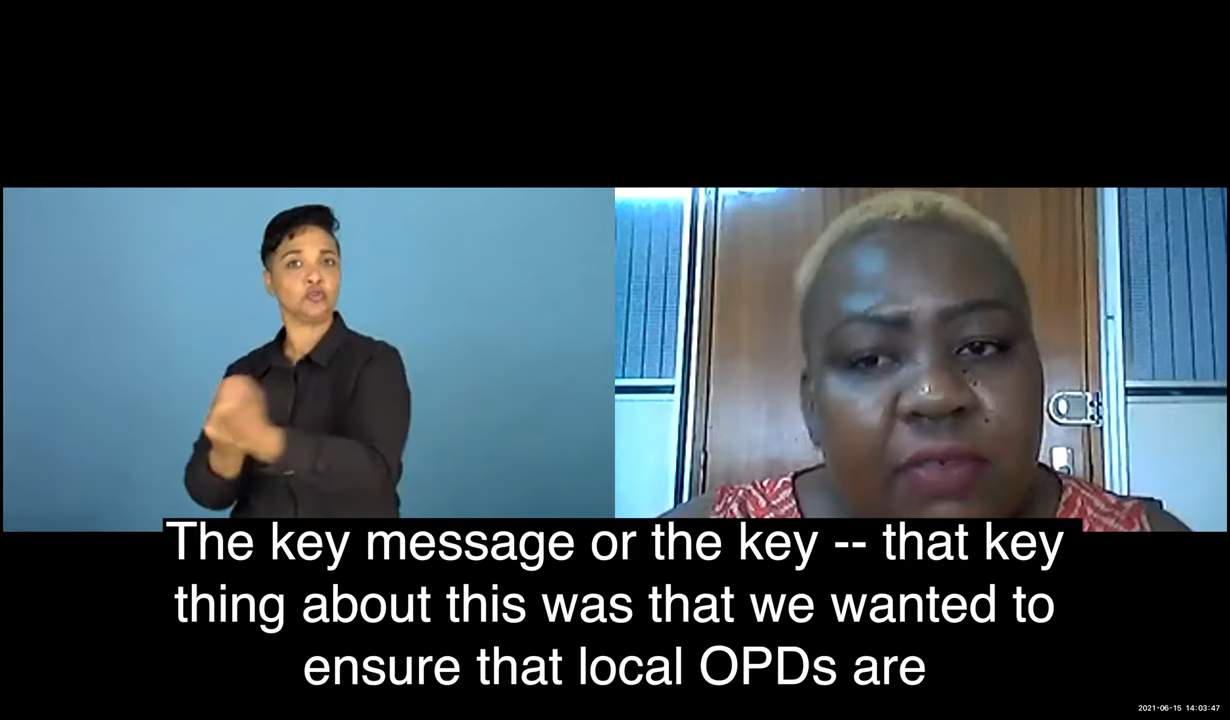 The key message or the key -- that key
thing about this was that we wanted to
ensure that local OPDs are
2021-06-15 14:03:47